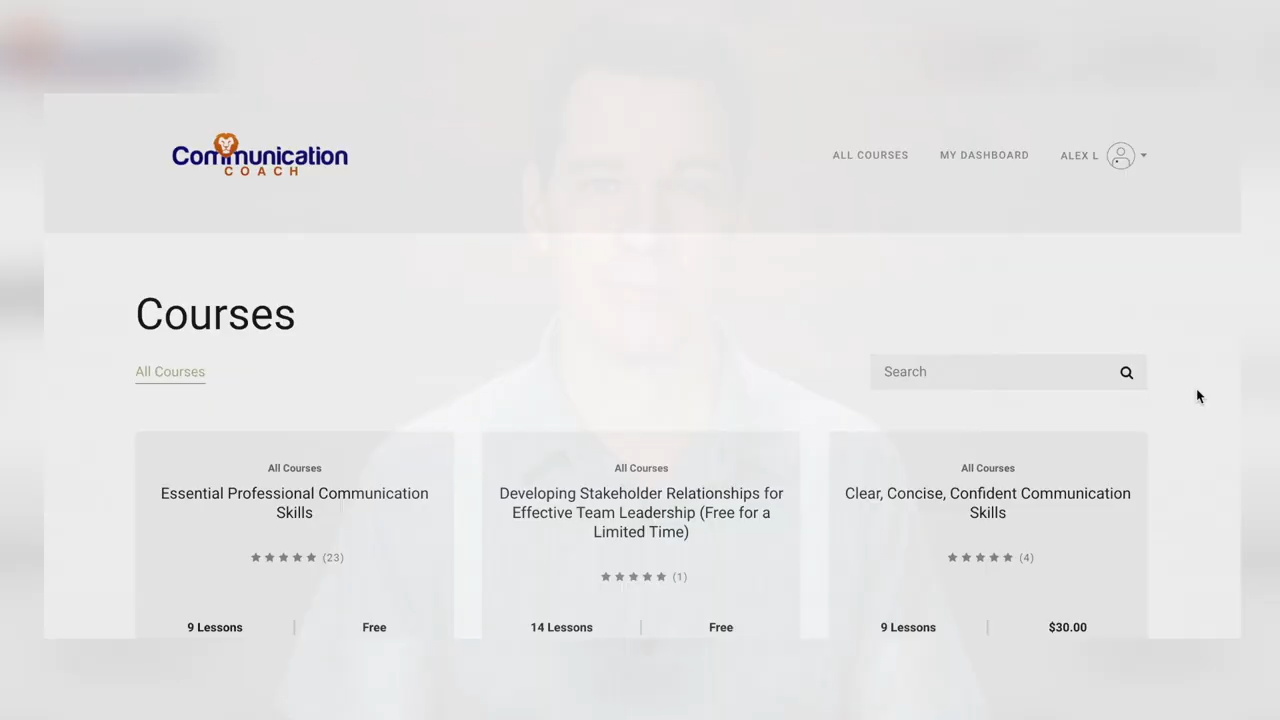 Communication
COACH
ALL COURSES
MY DASHBOARD
ALEX L
Courses
All Courses
Search
All Courses
Essential Professional Communication
Skills
★★★★★ (23)
9 Lessons | Free
All Courses
Developing Stakeholder Relationships for
Effective Team Leadership (Free for a
Limited Time)
★★★★★ (1)
14 Lessons | Free
All Courses
Clear, Concise, Confident Communication
Skills
★★★★★ (4)
9 Lessons | $30.00